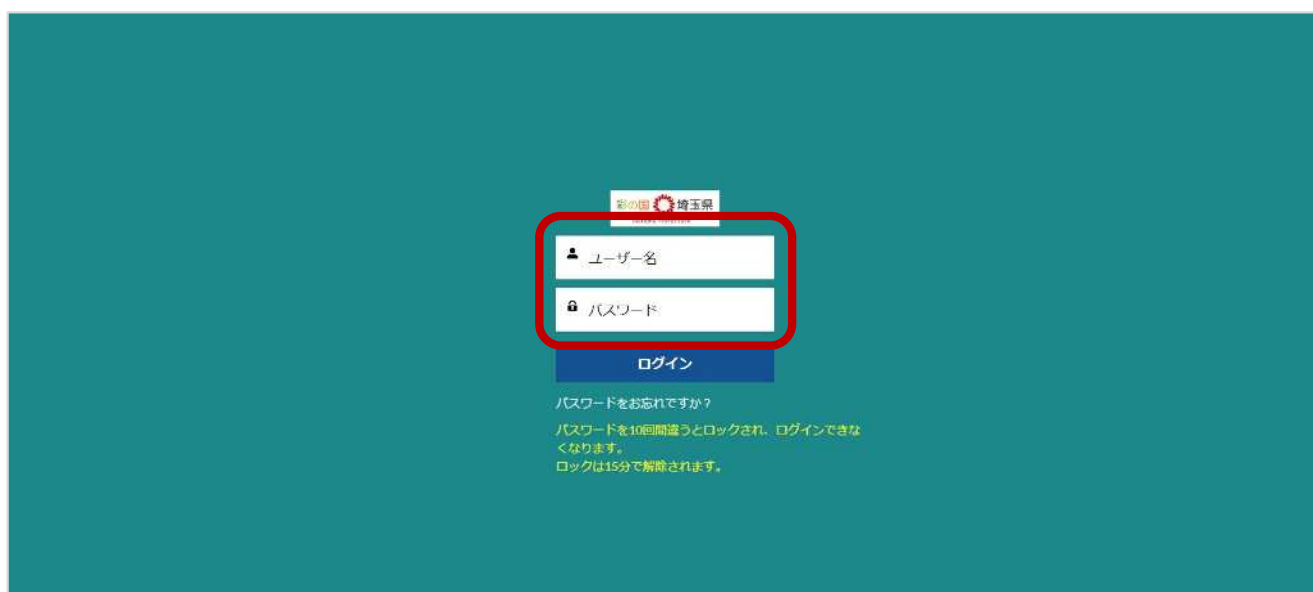 彩の国 埼玉県
ユーザー名
パスワード
ログイン
パスワードをお忘れですか？
パスワードを10回間違うとロックされ、ログインできな
くなります。
ロックは15分で解除されます。